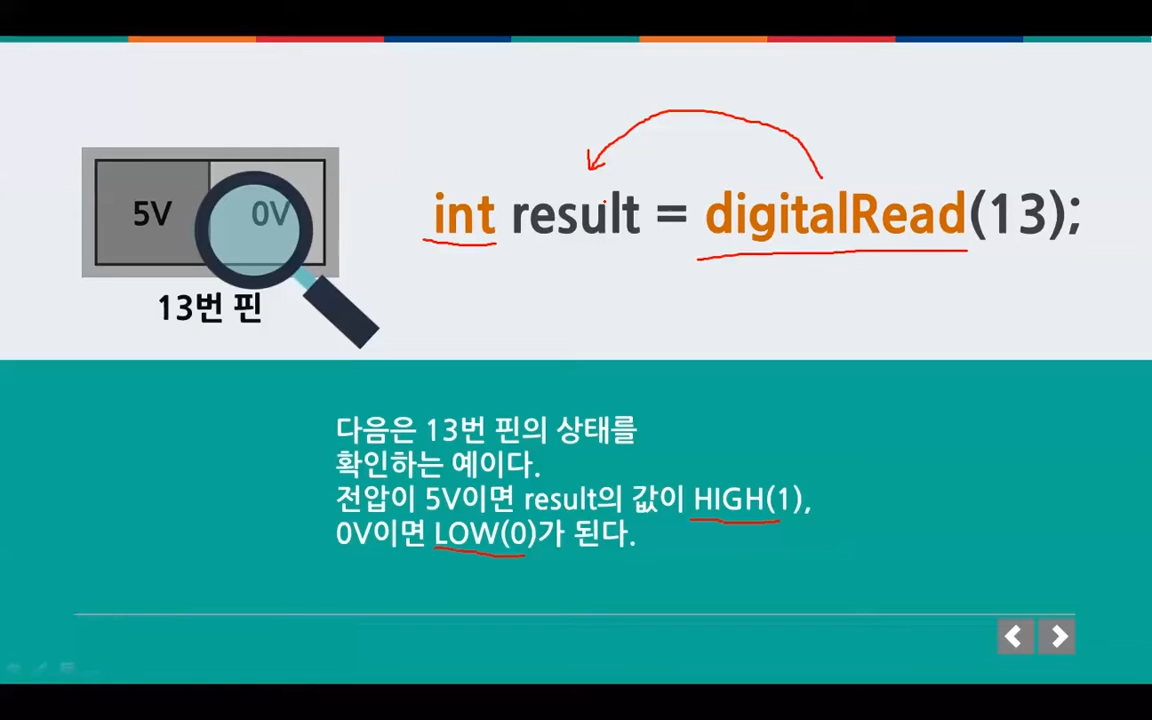 5V
0V
13번 핀
int result = digitalRead(13);
다음은 13번 핀의 상태를
확인하는 예이다.
전압이 5V이면 result의 값이 HIGH(1),
0V이면 LOW(0)가 된다.